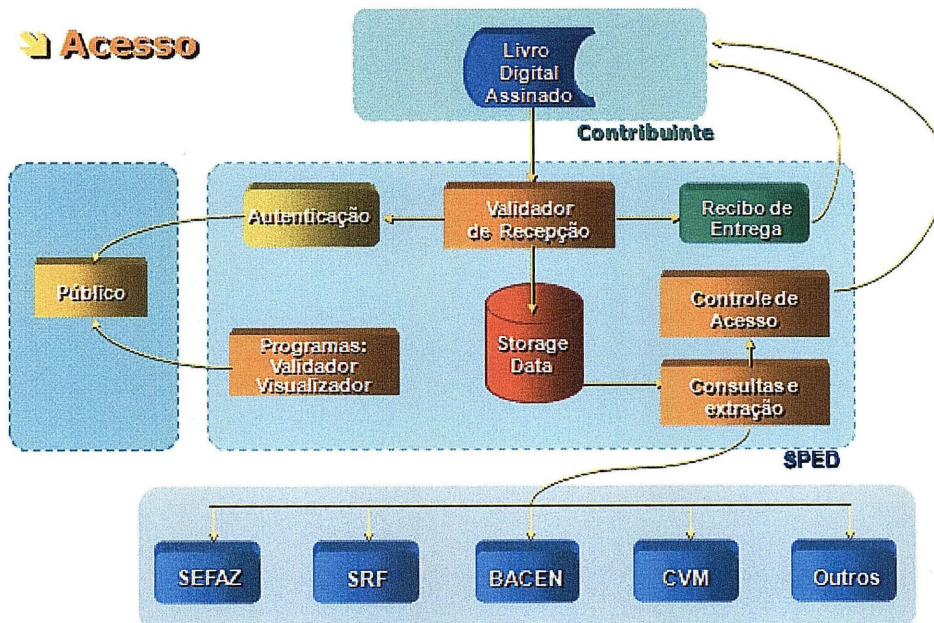 Acesso
Livro
Digital
Assinado
Contribuinte
Autenticação
Validador
de Recepção
Recibo de
Entrega
Público
Programas:
Validador
Visualizador
Storage
Data
Controle de
Acesso
Consultas e
extração
SPED
SEFAZ
SRF
BACEN
CVM
Outros